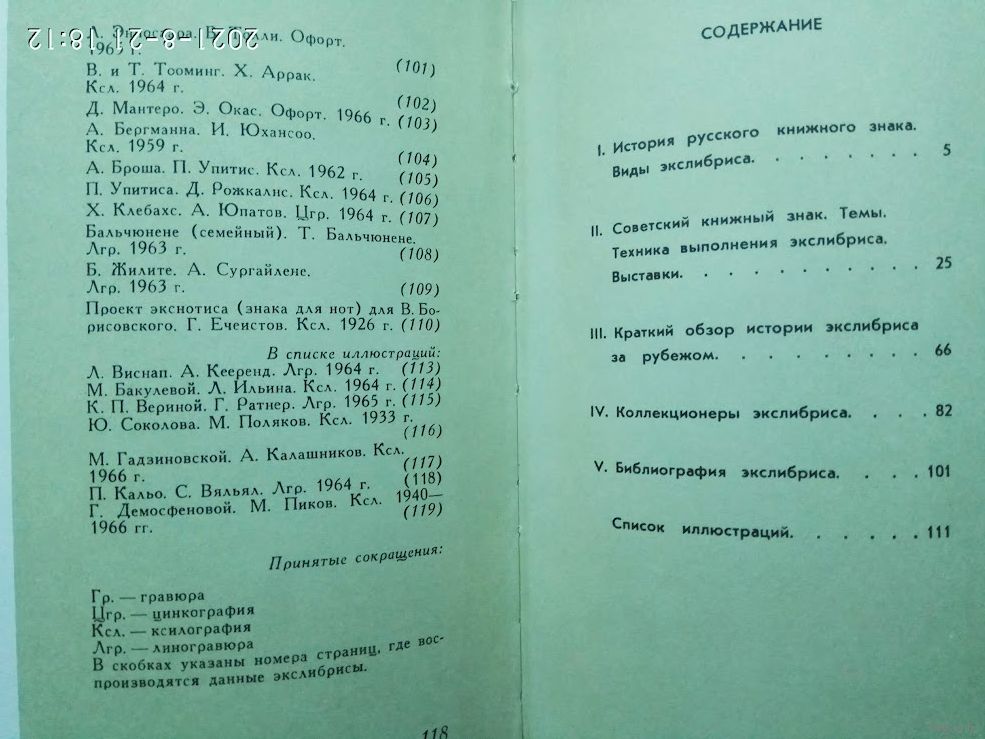 2021-8-21 18:12
Офорт.
1965 г. (101)
В. и Т. Тооминг. Х. Аррак.
Ксл. 1964 г. (102)
Д. Мантеро. Э. Окас. Офорт. 1966 г. (103)
А. Бергманна. И. Юхансоо.
Ксл. 1959 г. (104)
А. Броша. П. Упитис. Ксл. 1962 г. (105)
П. Упитиса. Д. Рожкалнс. Ксл. 1964 г. (106)
Х. Клебахс. А. Юпатов. Цгр. 1964 г. (107)
Бальчюнене (семейный). Т. Бальчюнене.
Лгр. 1963 г. (108)
Б. Жилите. А. Сургайлене.
Лгр. 1963 г. (109)
Проект экснотиса (знака для нот) для В. Бо-
рисовского. Г. Ечеистов. Ксл. 1926 г. (110)
В списке иллюстраций:
Л. Виснап. А. Кееренд. Лгр. 1964 г. (113)
М. Бакулевой. Л. Ильина. Ксл. 1964 г. (114)
К. П. Вериной. Г. Ратнер. Лгр. 1965 г. (115)
Ю. Соколова. М. Поляков. Ксл. 1933 г.
(116)
М. Гадзиновской. А. Калашников. Ксл.
1966 г. (117)
П. Кальо. С. Вяльял. Лгр. 1964 г. (118)
Г. Демосфеновой. М. Пиков. Ксл. 1940—
1966 гг. (119)
Принятые сокращения:
Гр. — гравюра
Цгр. — цинкография
Ксл. — ксилография
Лгр. — линогравюра
В скобках указаны номера страниц, где вос-
производятся данные экслибрисы.
118
СОДЕРЖАНИЕ
I. История русского книжного знака.
Виды экслибриса. . . . . . . . 5
II. Советский книжный знак. Темы.
Техника выполнения экслибриса.
Выставки. . . . . . . . . . 25
III. Краткий обзор истории экслибриса
за рубежом. . . . . . . . . 66
IV. Коллекционеры экслибриса. . . . 82
V. Библиография экслибриса. . . . 101
Список иллюстраций. . . . . . 111